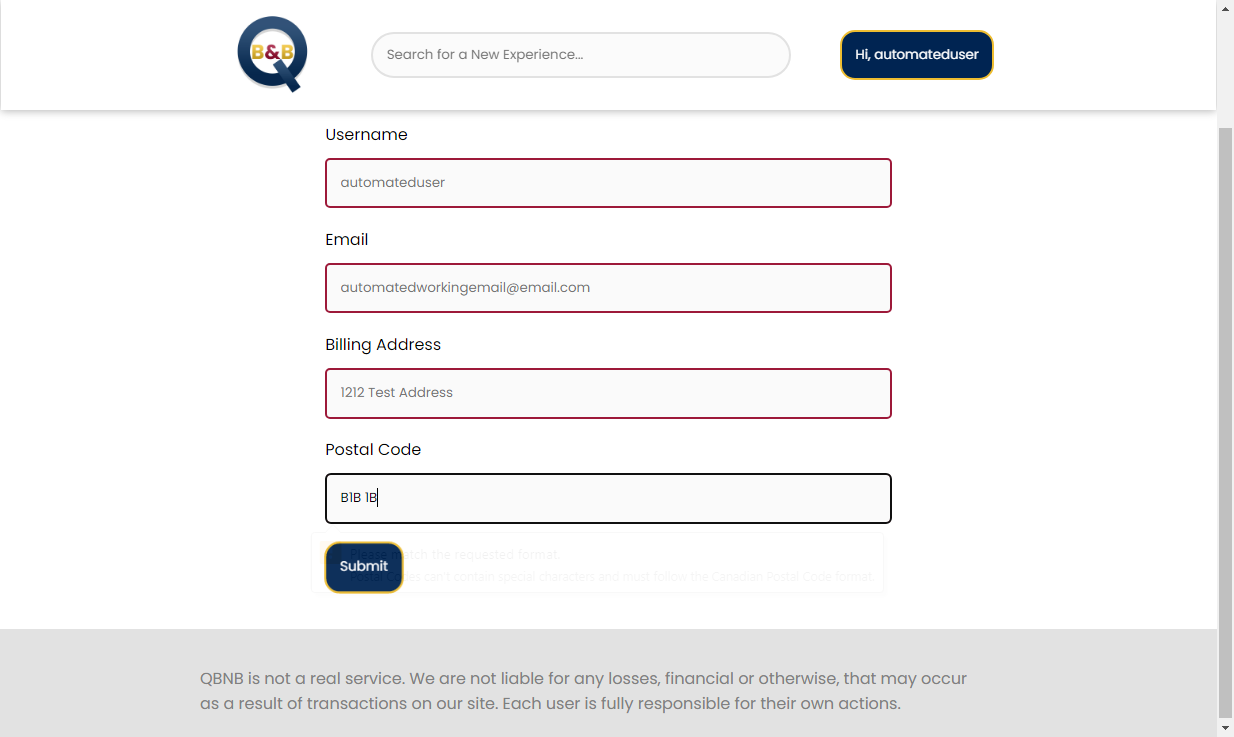 B&B
Search for a New Experience...
Hi, automateduser
Username
automateduser
Email
automatedworkingemail@email.com
Billing Address
1212 Test Address
Postal Code
B1B 1B
Submit
Please match the requested format.
can't contain special characters and must follow the Canadian Postal Code format.
QBNB is not a real service. We are not liable for any losses, financial or otherwise, that may occur
as a result of transactions on our site. Each user is fully responsible for their own actions.